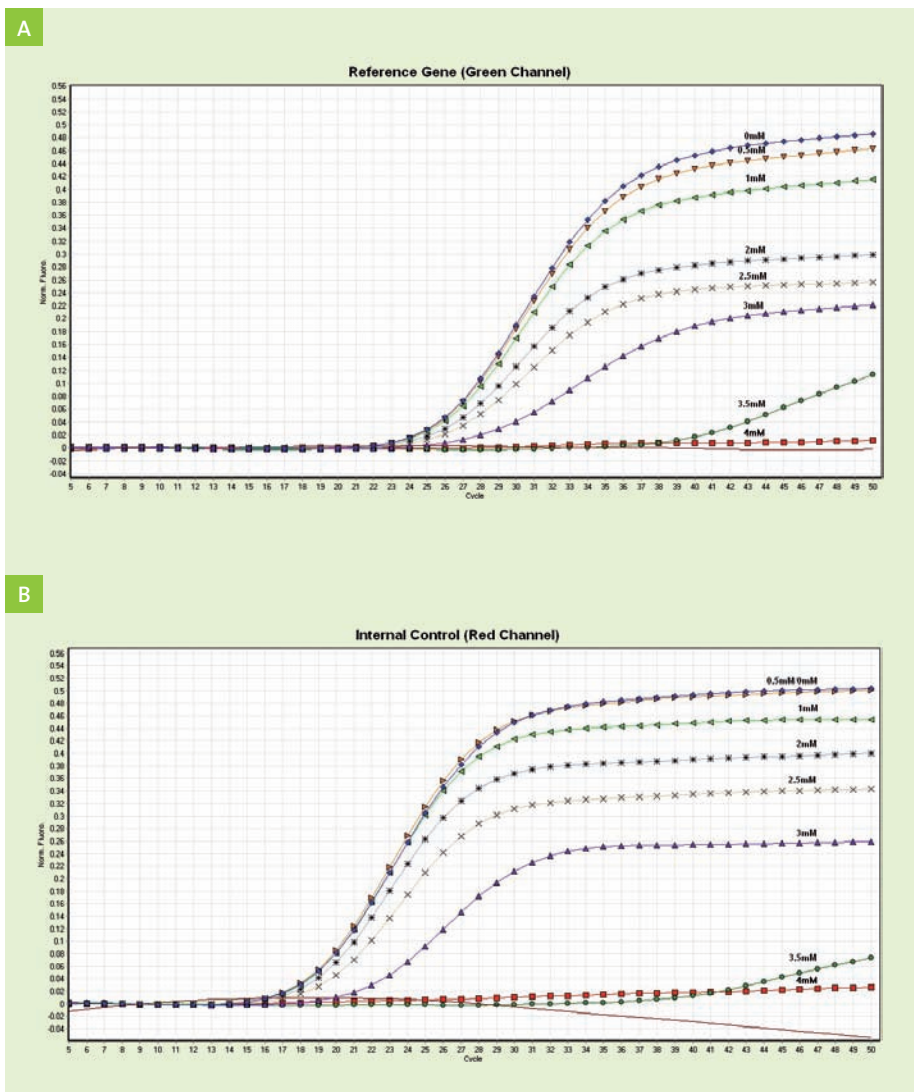 A
Reference Gene (Green Channel)
0.56
0.54
0.52
0.5
0.48
0.46
0.44
0.42
0.4
0.38
0.36
0.34
0.32
0.3
0.28
0.26
0.24
0.22
0.2
0.18
0.16
0.14
0.12
0.1
0.08
0.06
0.04
0.02
0
-0.02
-0.04
Norm. Fluoro.
0mM
0.5mM
1mM
2mM
2.5mM
3mM
3.5mM
4mM
5 6 7 8 9 10 11 12 13 14 15 16 17 18 19 20 21 22 23 24 25 26 27 28 29 30 31 32 33 34 35 36 37 38 39 40 41 42 43 44 45 46 47 48 49 50
Cycle
B
Internal Control (Red Channel)
0.56
0.54
0.52
0.5
0.48
0.46
0.44
0.42
0.4
0.38
0.36
0.34
0.32
0.3
0.28
0.26
0.24
0.22
0.2
0.18
0.16
0.14
0.12
0.1
0.08
0.06
0.04
0.02
0
-0.02
-0.04
Norm. Fluoro.
0.5mM 0mM
1mM
2mM
2.5mM
3mM
3.5mM
4mM
5 6 7 8 9 10 11 12 13 14 15 16 17 18 19 20 21 22 23 24 25 26 27 28 29 30 31 32 33 34 35 36 37 38 39 40 41 42 43 44 45 46 47 48 49 50
Cycle